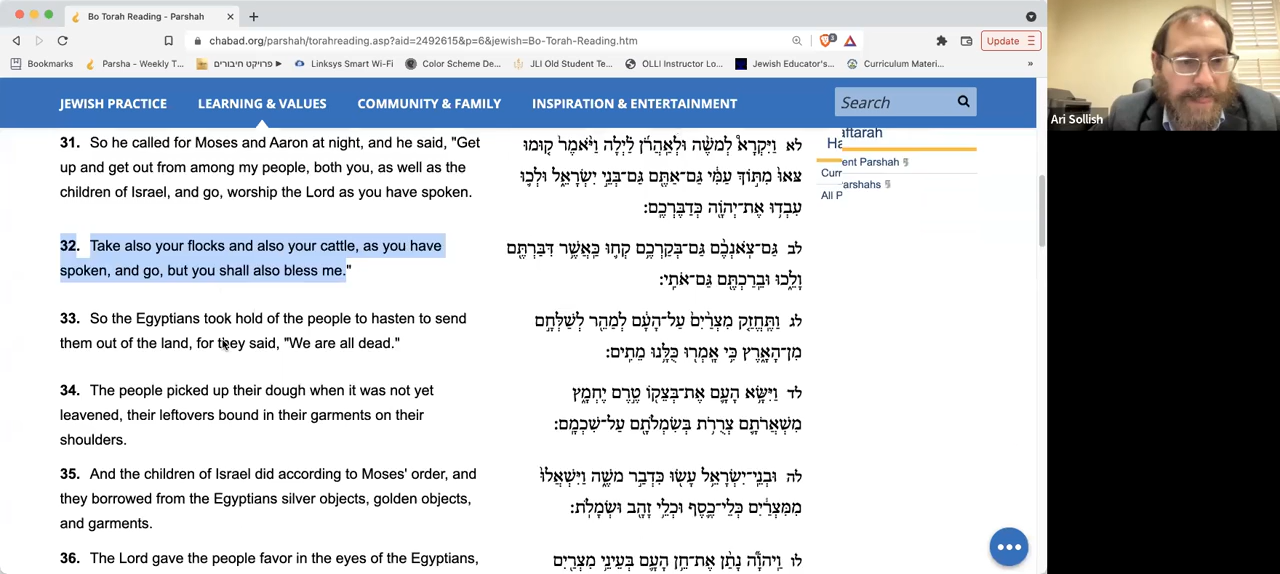 Bo Torah Reading - Parshah
chabad.org/parshah/torahreading.asp?aid=2492615&p=6&jewish=Bo-Torah-Reading.htm
Update
Bookmarks Parsha - Weekly T... פרויקט חיבורים Linksys Smart Wi-Fi Color Scheme De... JLI Old Student Te... OLLI Instructor Lo... Jewish Educator's... Curriculum Materi...
JEWISH PRACTICE LEARNING & VALUES COMMUNITY & FAMILY INSPIRATION & ENTERTAINMENT Search
Ari Sollish
31. So he called for Moses and Aaron at night, and he said, "Get
up and get out from among my people, both you, as well as the
children of Israel, and go, worship the Lord as you have spoken.
לא וַיִּקְרָא֩ לְמשֶׁ֨ה וּלְאַֽהֲרֹ֜ן לַ֗יְלָה וַיֹּ֨אמֶר֙ ק֤וּמוּ
צּאוּ֙ מִתּ֣וֹךְ עַמִּ֔י גַּם־אַתֶּ֖ם גַּם־בְּנֵ֣י יִשְׂרָאֵ֑ל וּלְכ֛וּ
עִבְד֥וּ אֶת־יְהֹוָ֖ה כְּדַבֶּרְכֶֽם:
32. Take also your flocks and also your cattle, as you have
spoken, and go, but you shall also bless me."
לב גַּם־צֹֽאנְכֶ֨ם גַּם־בְּקַרְכֶ֥ם קְח֛וּ כַּֽאֲשֶׁ֥ר דִּבַּרְתֶּ֖ם
וָלֵ֑כוּ וּבֵֽרַכְתֶּ֖ם גַּם־אֹתִֽי:
33. So the Egyptians took hold of the people to hasten to send
them out of the land, for they said, "We are all dead."
לג וַתֶּֽחֱזַ֤ק מִצְרַ֨יִם֙ עַל־הָעָ֔ם לְמַהֵ֖ר לְשַׁלְּחָ֣ם
מִן־הָאָ֑רֶץ כִּ֥י אָֽמְר֖וּ כֻּלָּ֥נוּ מֵתִֽים:
34. The people picked up their dough when it was not yet
leavened, their leftovers bound in their garments on their
shoulders.
לד וַיִּשָּׂ֥א הָעָ֛ם אֶת־בְּצֵק֖וֹ טֶ֣רֶם יֶחְמָ֑ץ
מִשְׁאֲרֹתָ֛ם צְרֻרֹ֥ת בְּשִׂמְלֹתָ֖ם עַל־שִׁכְמָֽם:
35. And the children of Israel did according to Moses' order, and
they borrowed from the Egyptians silver objects, golden objects,
and garments.
לה וּבְנֵֽי־יִשְׂרָאֵ֥ל עָשׂ֖וּ כִּדְבַ֣ר משֶׁ֑ה וַיִּשְׁאֲלוּ֙
מִמִּצְרַ֔יִם כְּלֵי־כֶ֛סֶף וּכְלֵ֥י זָהָ֖ב וּשְׂמָלֹֽת:
36. The Lord gave the people favor in the eyes of the Egyptians,
לו וַֽיהֹוָ֞ה נָתַ֨ן אֶת־חֵ֤ן הָעָם֙ בְּעֵינֵ֣י מִצְרַ֔יִם